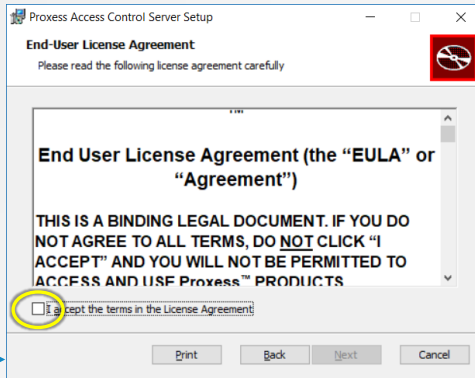 Proxess Access Control Server Setup
End-User License Agreement
Please read the following license agreement carefully
End User License Agreement (the “EULA” or
“Agreement”)
THIS IS A BINDING LEGAL DOCUMENT. IF YOU DO
NOT AGREE TO ALL TERMS, DO NOT CLICK “I
ACCEPT” AND YOU WILL NOT BE PERMITTED TO
ACCESS AND USE Proxess™ PRODUCTS
I accept the terms in the License Agreement
Print Back Next Cancel